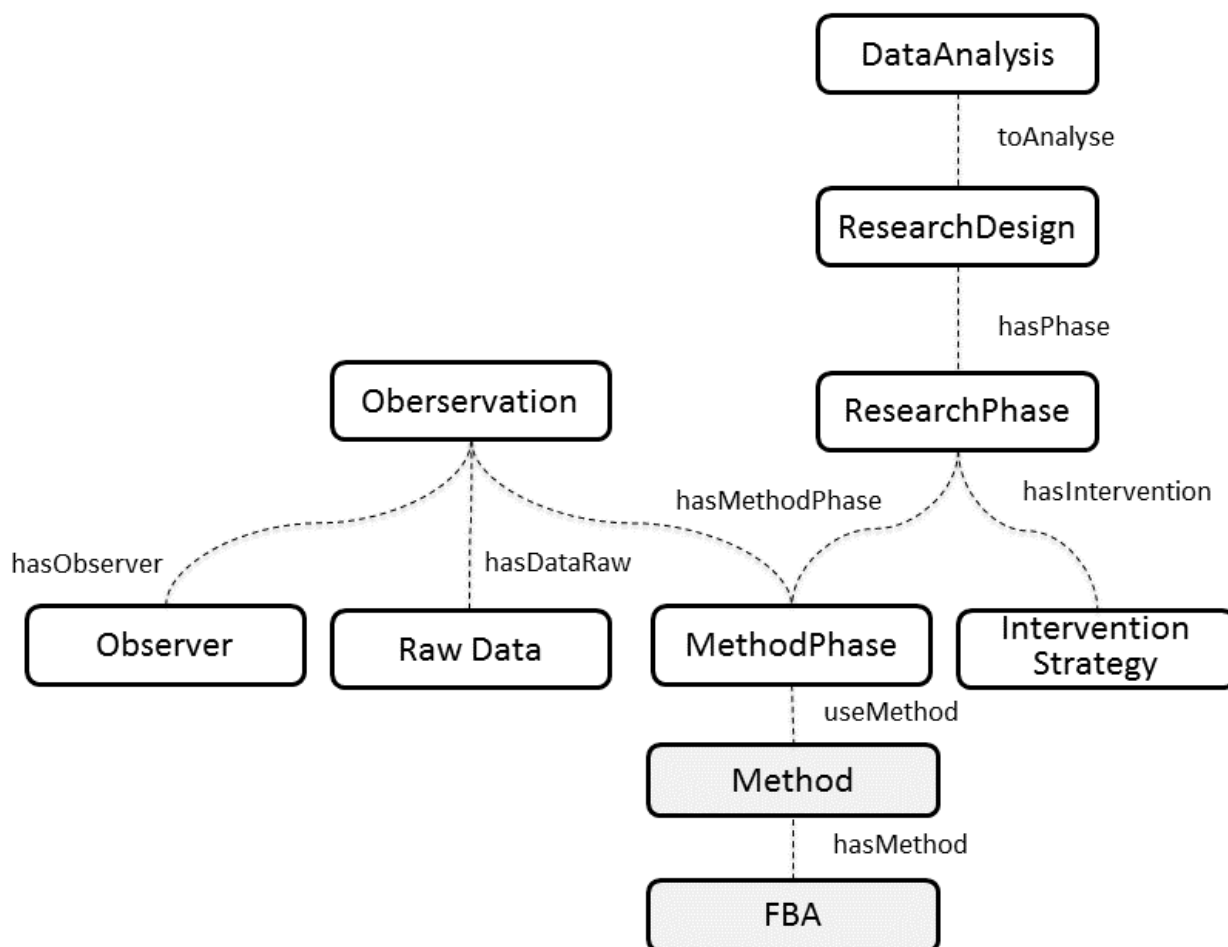 DataAnalysis
toAnalyse
ResearchDesign
hasPhase
Oberservation
ResearchPhase
hasMethodPhase
hasIntervention
hasObserver
hasDataRaw
Observer
Raw Data
MethodPhase
Intervention
Strategy
useMethod
Method
hasMethod
FBA